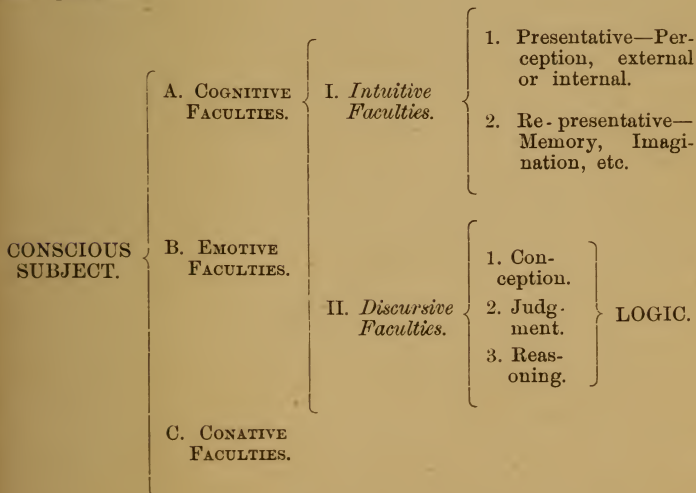 CONSCIOUS
SUBJECT.
A. COGNITIVE
FACULTIES.
I. Intuitive
Faculties.
1. Presentative—Per-
ception, external
or internal.
2. Re-presentative—
Memory, Imagi-
nation, etc.
B. EMOTIVE
FACULTIES.
II. Discursive
Faculties.
1. Con-
ception.
2. Judg-
ment.
3. Reas-
oning.
LOGIC.
C. CONATIVE
FACULTIES.